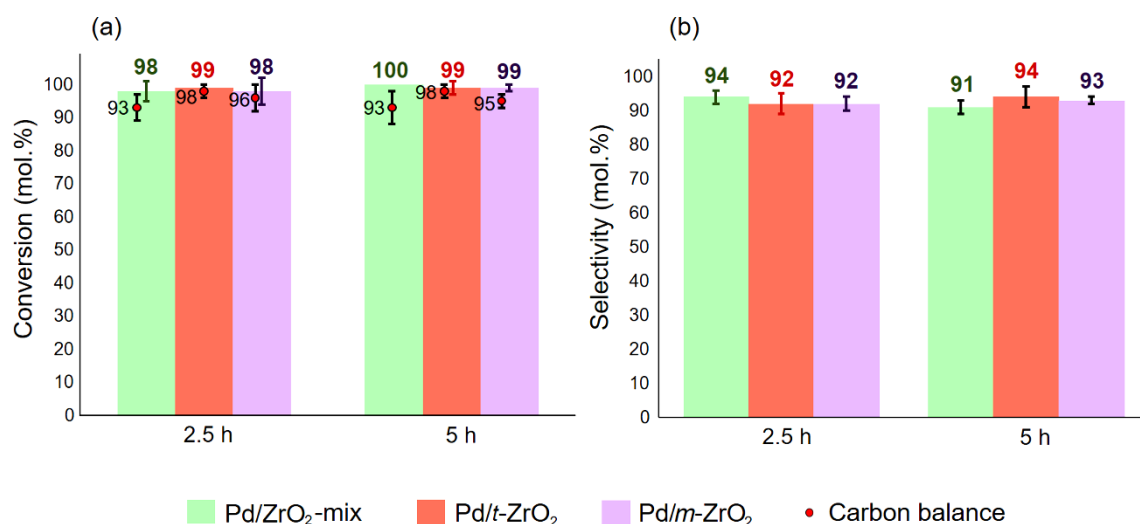 (a)
Conversion (mol.%)
98 99 98
93 98 96
100 99 99
93 98 95
100
90
80
70
60
50
40
30
20
10
0
2.5 h 5 h
(b)
Selectivity (mol.%)
94 92 92
91 94 93
100
90
80
70
60
50
40
30
20
10
0
2.5 h 5 h
Pd/ZrO₂-mix Pd/t-ZrO₂ Pd/m-ZrO₂ Carbon balance